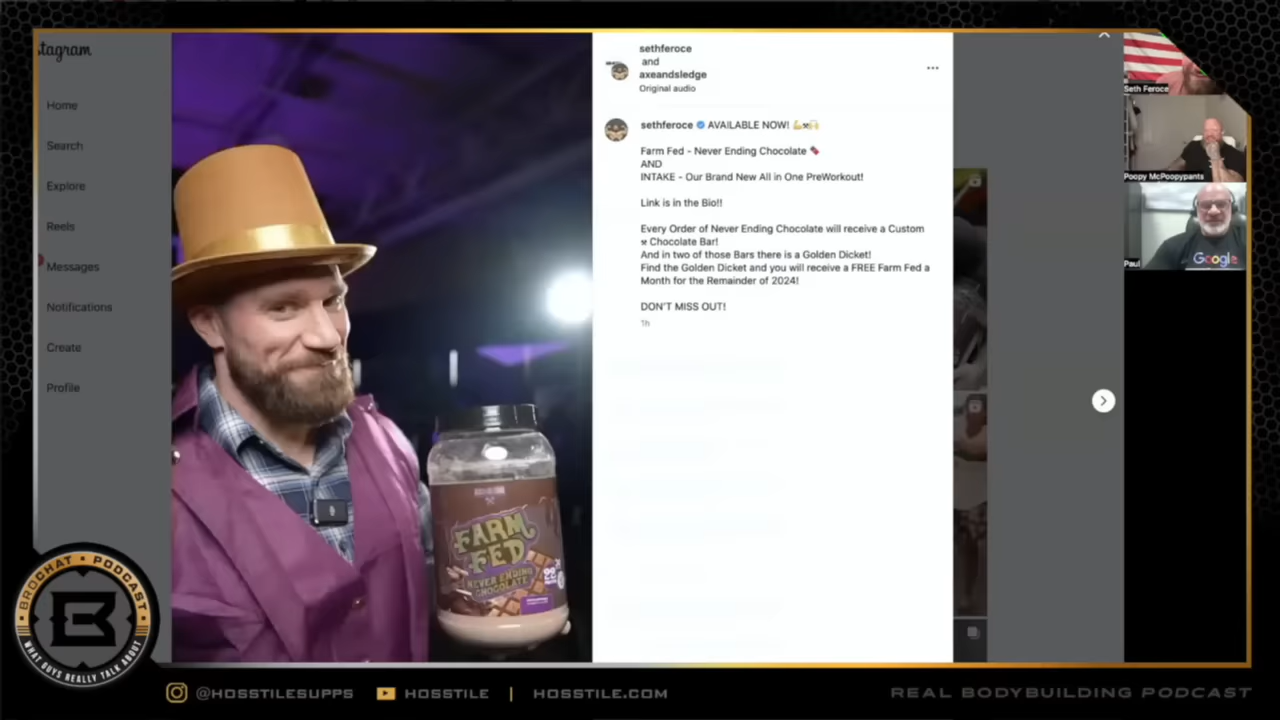 tagram
Home
Search
Explore
Reels
Messages
Notifications
Create
Profile
FARM
FED
NEVER ENDING
CHOCOLATE
sethferoce
and
axeandsledge
Original audio
sethferoce AVAILABLE NOW!
Farm Fed - Never Ending Chocolate
AND
INTAKE - Our Brand New All in One PreWorkout!
Link is in the Bio!!
Every Order of Never Ending Chocolate will receive a Custom
Chocolate Bar!
And in two of those Bars there is a Golden Dicket!
Find the Golden Dicket and you will receive a FREE Farm Fed a
Month for the Remainder of 2024!
DON'T MISS OUT!
1h
Seth Feroce
Poopy McPoopypants
Google
Paul
BROCHAT • PODCAST
WHAT GUYS REALLY TALK ABOUT
@HOSSTILESUPPS
HOSSTILE
|
HOSSTILE.COM
REAL BODYBUILDING PODCAST